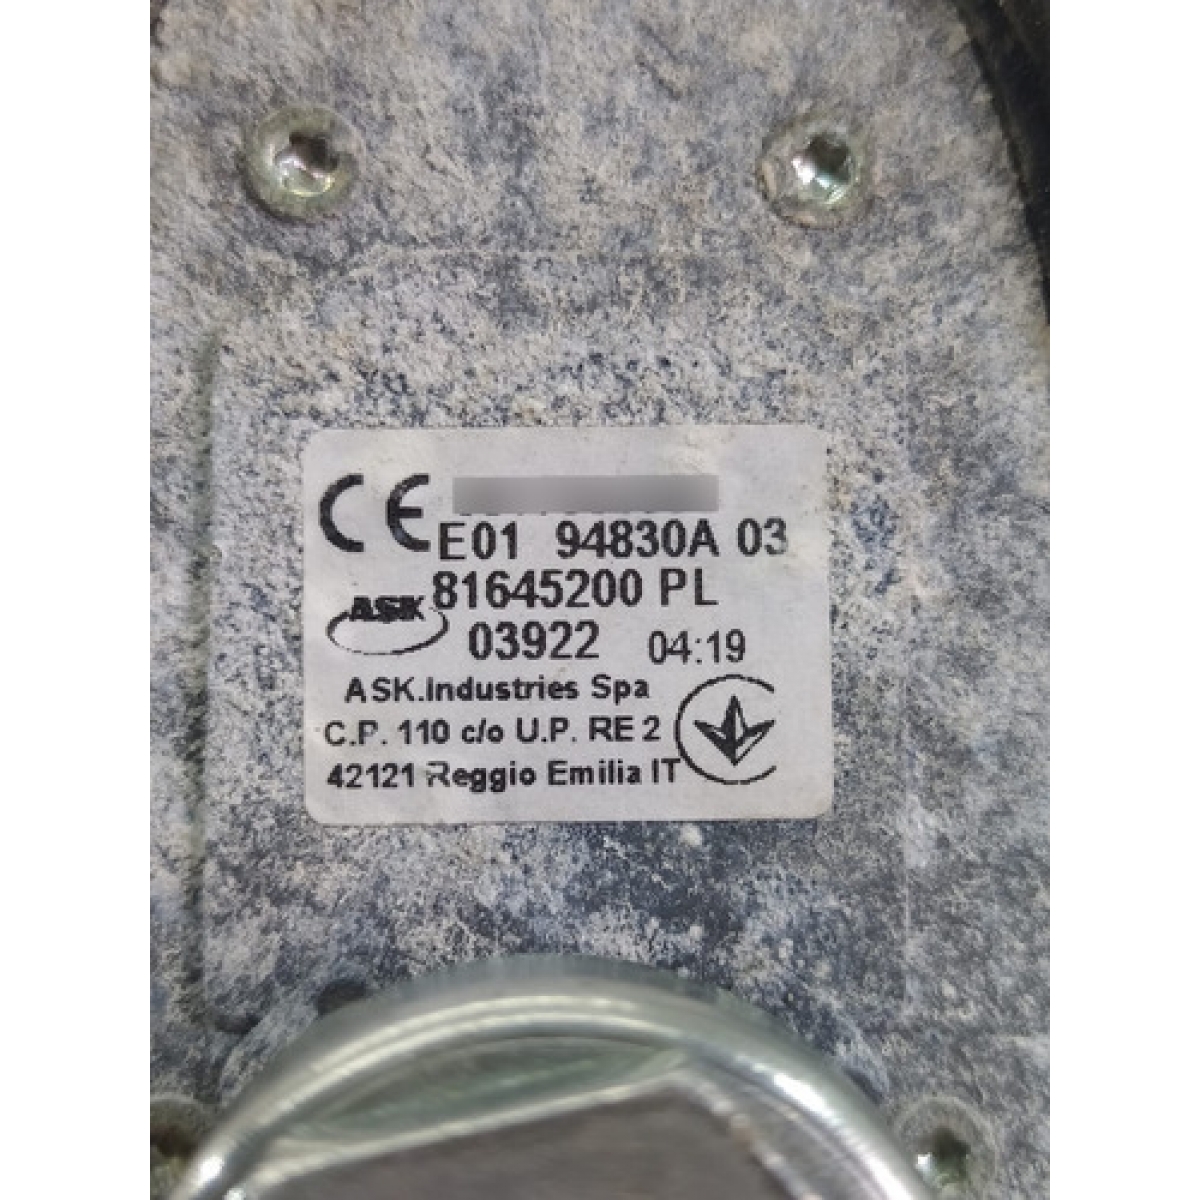 CE
E01 94830A 03
ASK 81645200 PL
03922 04:19
ASK.Industries Spa
C.P. 110 c/o U.P. RE 2
42121 Reggio Emilia IT